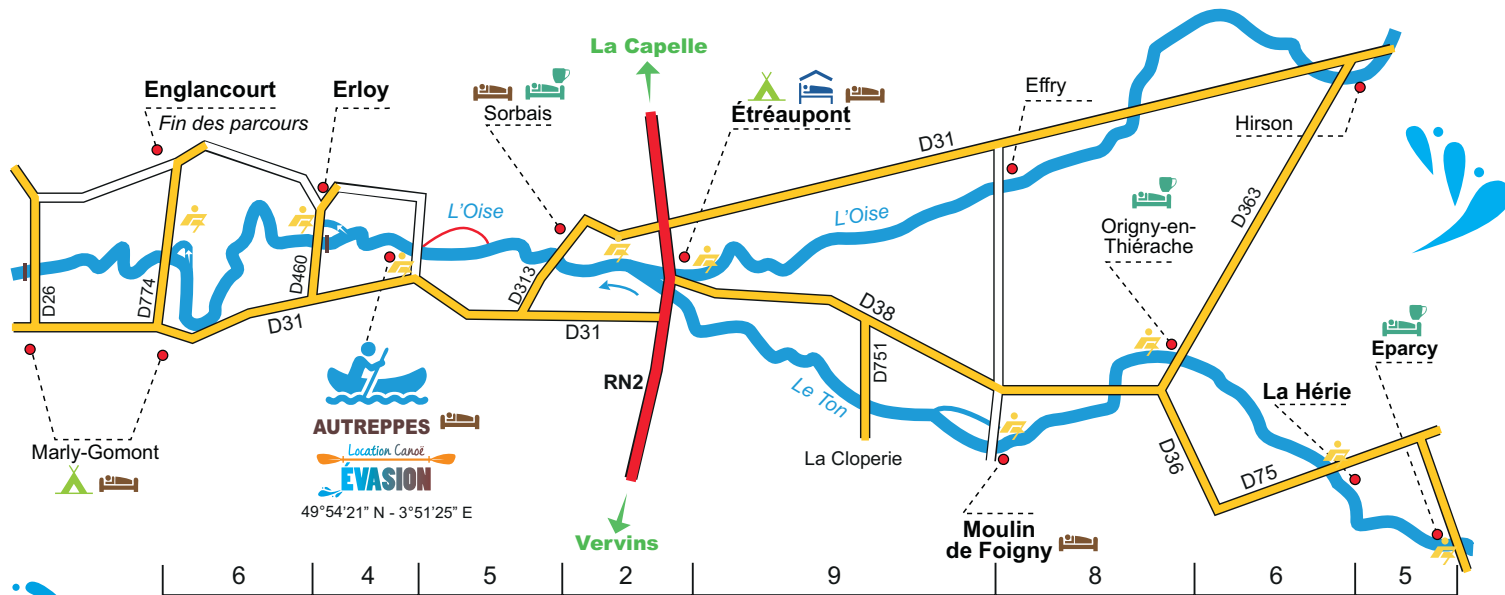 La Capelle
Englancourt
Fin des parcours
Erloy
Sorbais
Étréaupont
Effry
Hirson
D31
L'Oise
L'Oise
D363
Origny-en-
Thiérache
D26
D774
D460
D31
D313
D31
D38
D751
RN2
Le Ton
Eparcy
La Hérie
D36
D75
Marly-Gomont
AUTREPPES
Location Canoë
ÉVASION
49°54'21" N - 3°51'25" E
La Cloperie
Moulin
de Foigny
Vervins
6 4 5 2 9 8 6 5